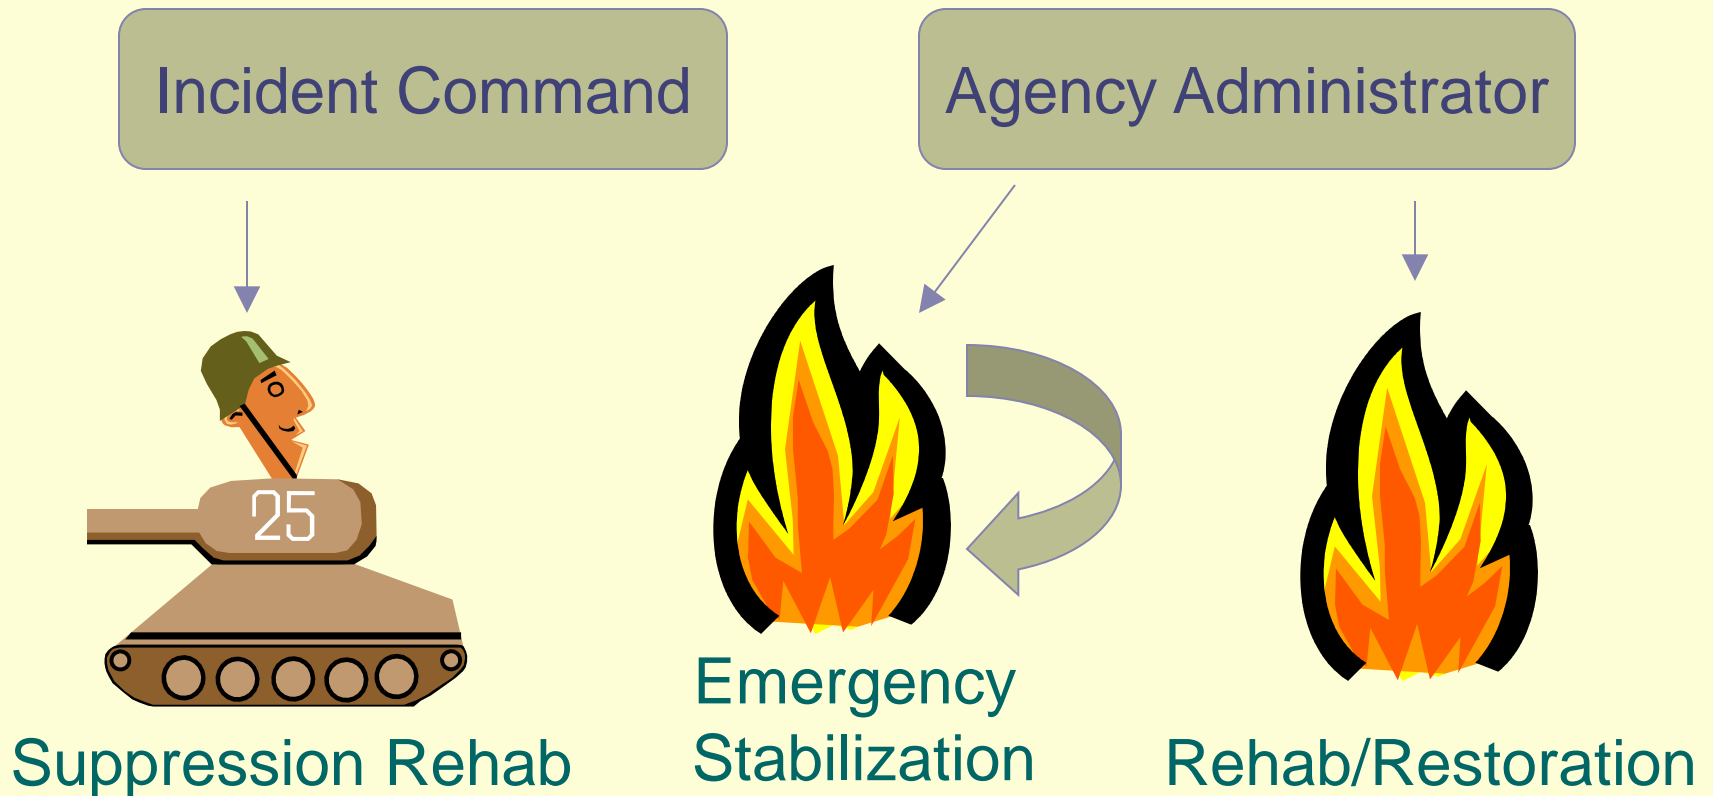 Incident Command
Agency Administrator
25
Emergency
Stabilization
Suppression Rehab
Rehab/Restoration